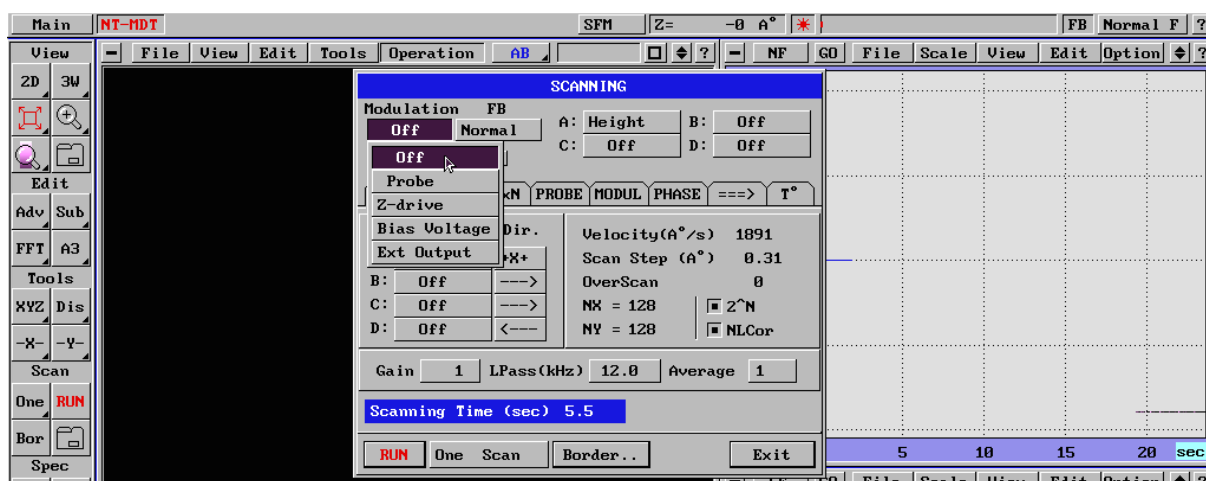 Main NT-MDT SFM Z= -0 A° * FB Normal F ?
View - File View Edit Tools Operation AB ? - NF GO File Scale View Edit Option ?
2D 3W
SCANNING
Modulation FB
Off Normal A: Height B: Off
C: Off D: Off
Off
Probe
Z-drive
Bias Voltage
Ext Output
Edit
Adv Sub
FFT A3
Tools
XYZ Dis
-X- -Y-
Scan
One RUN
Bor
Spec
xN PROBE MODUL PHASE ===> T°
Dir. Velocity(A°/s) 1891
+X+ Scan Step (A°) 0.31
B: Off ---> OverScan 0
C: Off ---> NX = 128 2^N
D: Off <--- NY = 128 NLCor
Gain 1 LPass(kHz) 12.0 Average 1
Scanning Time (sec) 5.5
RUN One Scan Border.. Exit
5 10 15 20 sec
GO File Scale View Edit Option ?